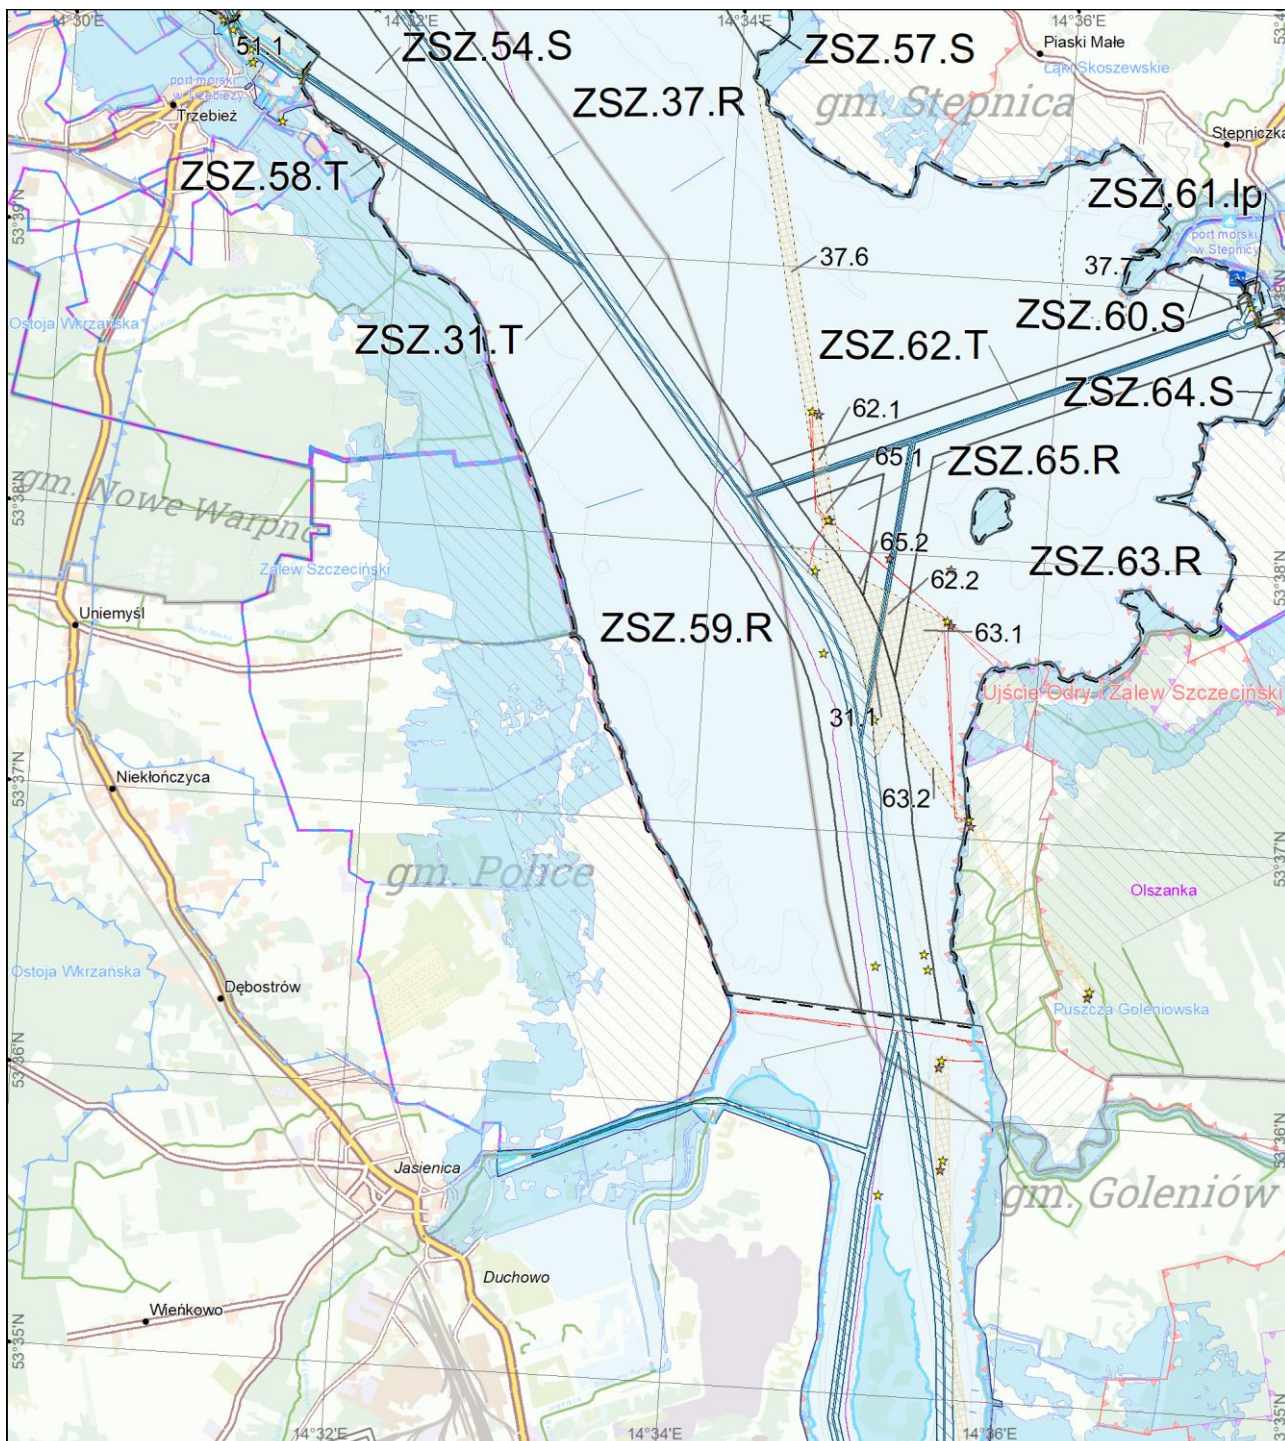 14°30'E
14°32'E
14°34'E
14°36'E
51.1
ZSZ.54.S
ZSZ.57.S
Piaski Małe
Łąki Skoszewskie
port morski
w Trzebieży
ZSZ.37.R
gm. Stepnica
Trzebież
Stepniczka
ZSZ.58.T
ZSZ.61.Ip
53°39'N
port morski
w Stepnicy
37.6
37.7
Ostoja Wkrzańska
ZSZ.31.T
ZSZ.62.T
ZSZ.60.S
ZSZ.64.S
62.1
65.1
ZSZ.65.R
gm. Nowe Warpno
53°38'N
65.2
ZSZ.63.R
Zalew Szczeciński
62.2
53°38'N
Uniemyśl
ZSZ.59.R
63.1
Ujście Odry i Zalew Szczeciński
31.1
53°37'N
Niekłończyca
63.2
53°37'N
gm. Police
Olszanka
Ostoja Wkrzańska
Dębostrów
Puszcza Goleniowska
53°36'N
53°36'N
Jasienica
gm. Goleniów
Duchowo
Wieńkowo
53°35'N
53°35'N
14°32'E
14°34'E
14°36'E